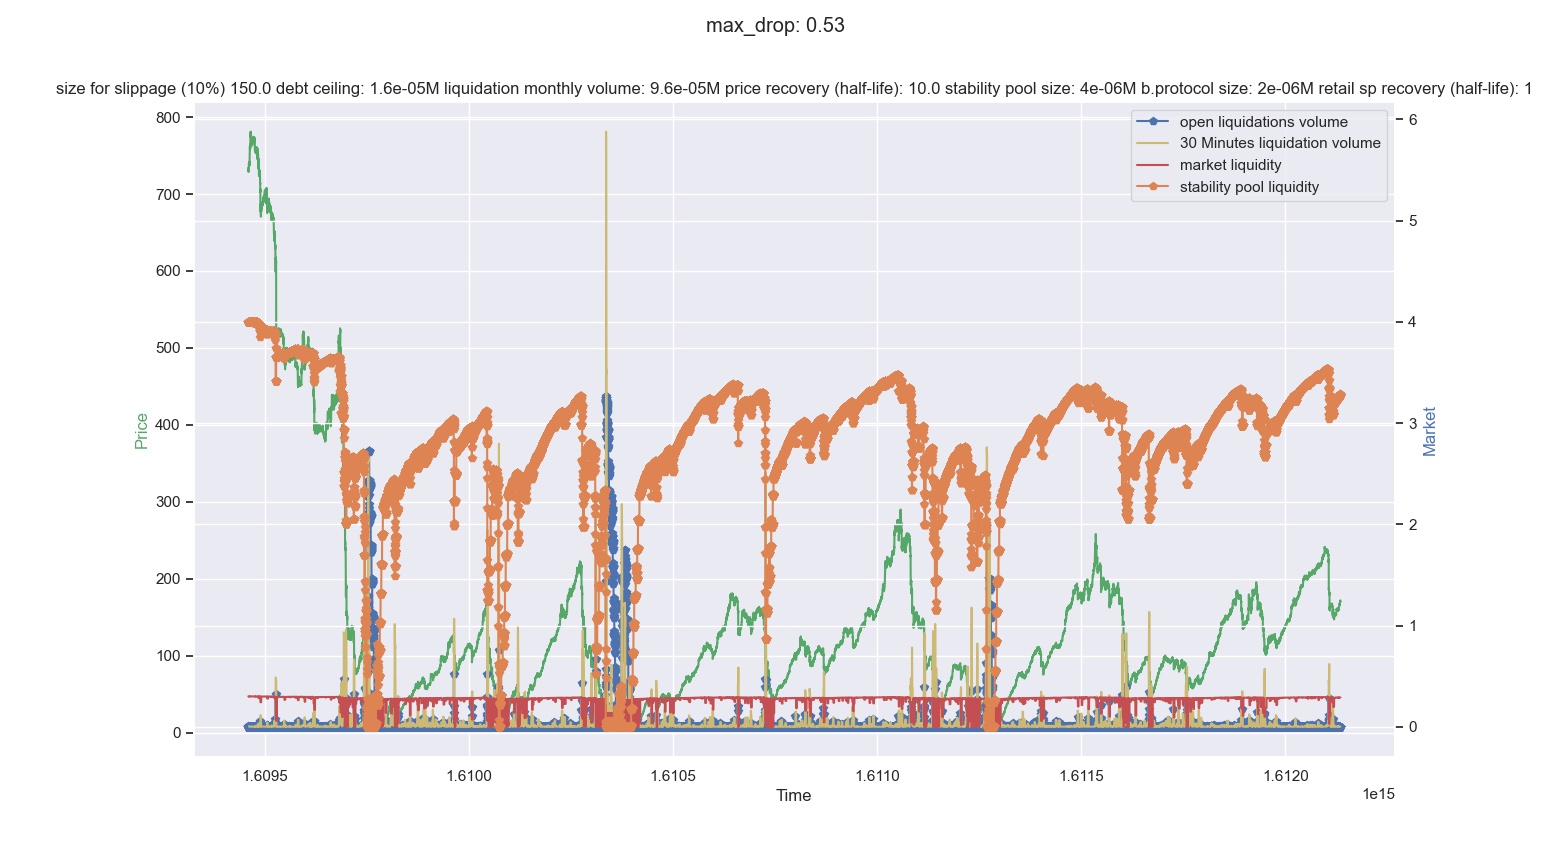 max_drop: 0.53
size for slippage (10%) 150.0 debt ceiling: 1.6e-05M liquidation monthly volume: 9.6e-05M price recovery (half-life): 10.0 stability pool size: 4e-06M b.protocol size: 2e-06M retail sp recovery (half-life): 1
open liquidations volume
30 Minutes liquidation volume
market liquidity
stability pool liquidity
800
700
600
500
400
300
200
100
0
Price
6
5
4
3
2
1
0
Market
1.6095 1.6100 1.6105 1.6110 1.6115 1.6120
Time
1e15